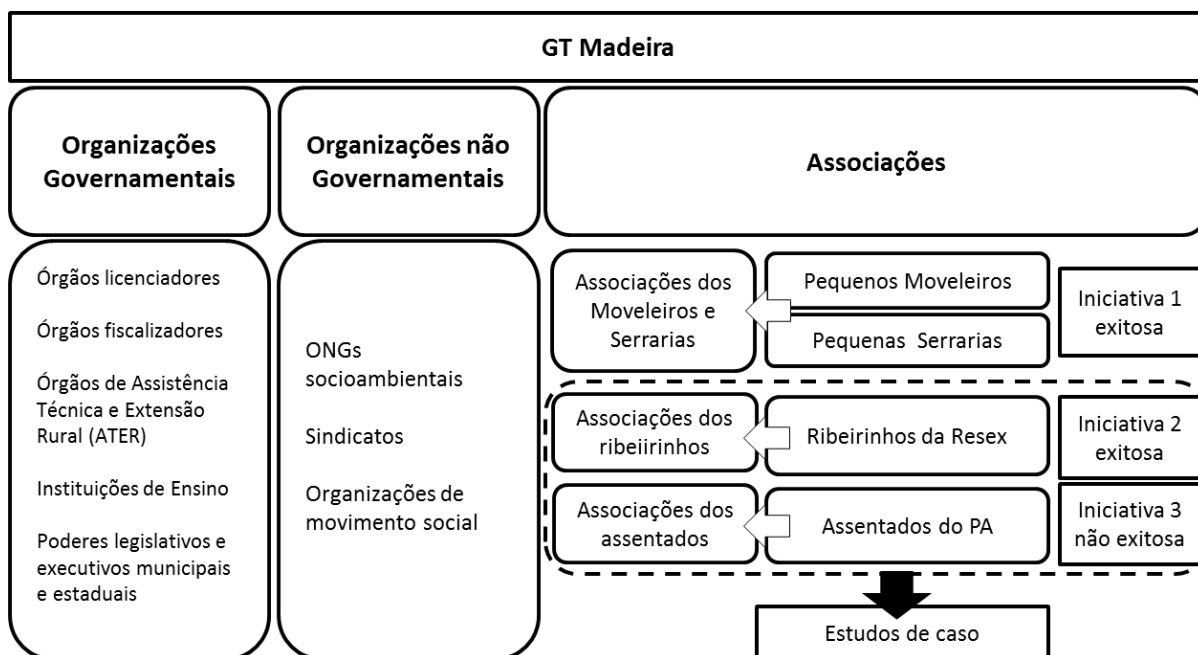 GT Madeira
Organizações
Governamentais
Organizações não
Governamentais
Associações
Órgãos licenciadores
Órgãos fiscalizadores
Órgãos de Assistência
Técnica e Extensão
Rural (ATER)
Instituições de Ensino
Poderes legislativos e
executivos municipais
e estaduais
ONGs
socioambientais
Sindicatos
Organizações de
movimento social
Associações dos
Moveleiros e
Serrarias
Pequenos Moveleiros
Pequenas Serrarias
Iniciativa 1
exitosa
Associações dos
ribeiirinhos
Ribeirinhos da Resex
Iniciativa 2
exitosa
Associações dos
assentados
Assentados do PA
Iniciativa 3
não exitosa
Estudos de caso